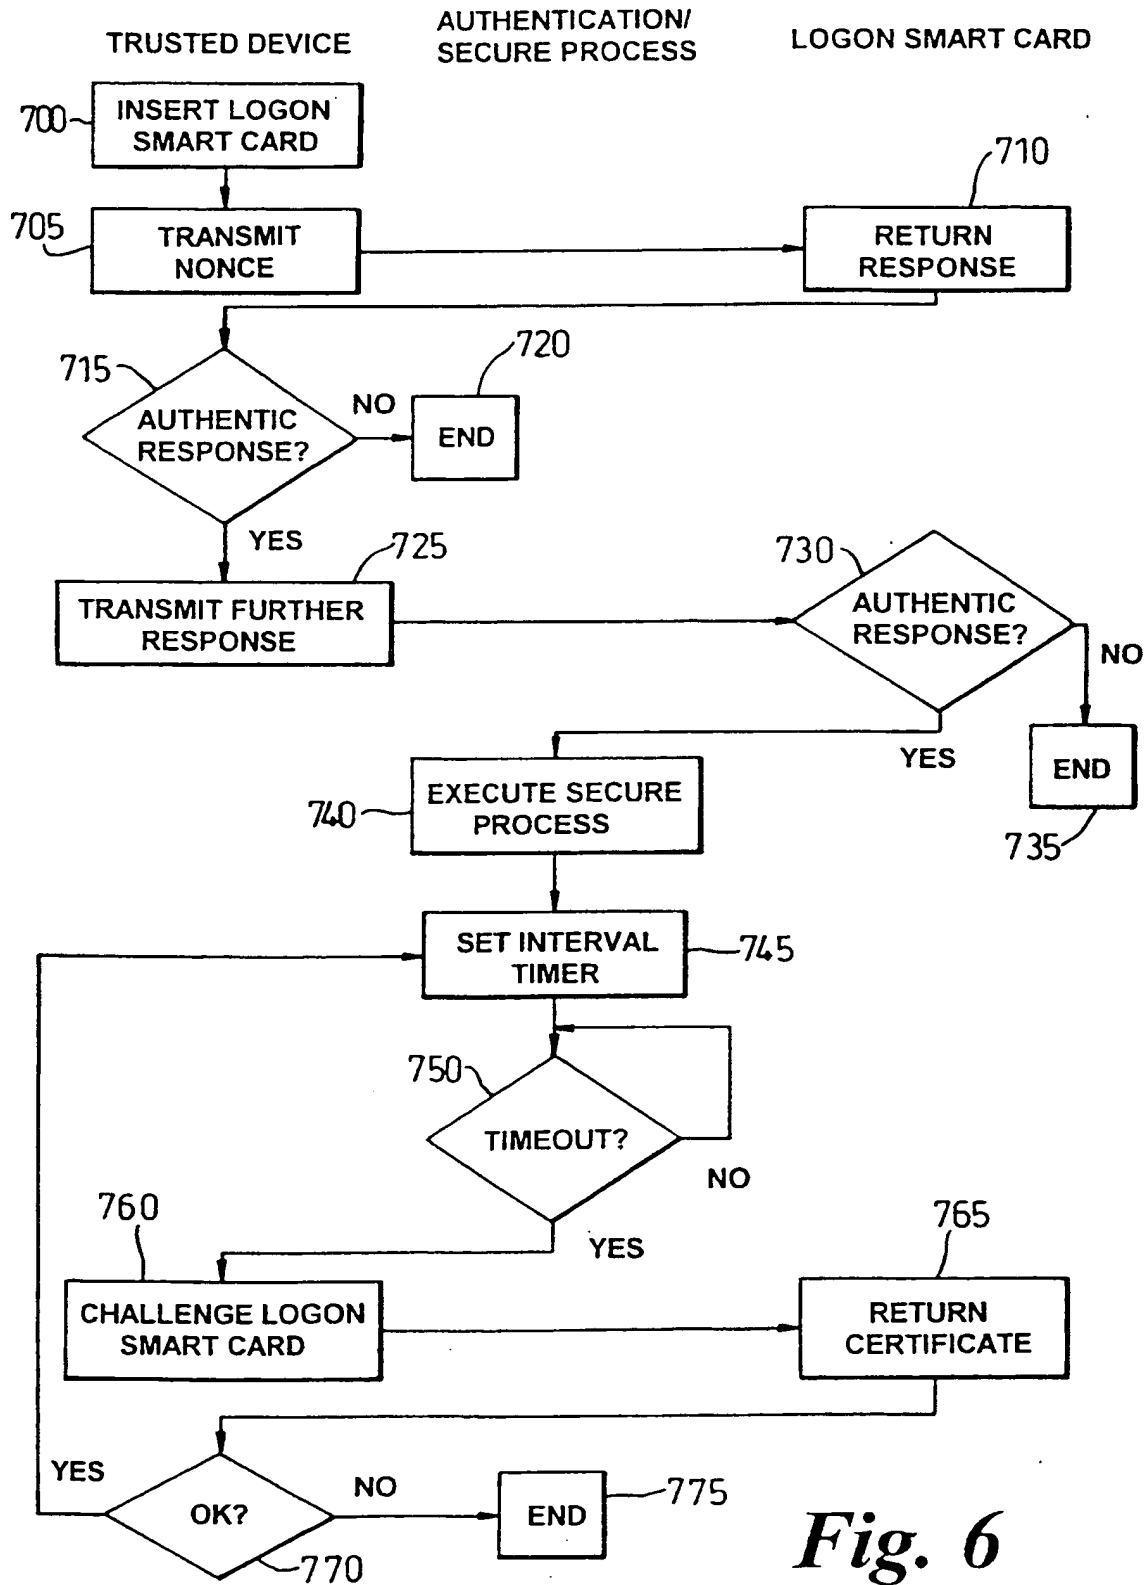 TRUSTED DEVICE
AUTHENTICATION/
SECURE PROCESS
LOGON SMART CARD
700
INSERT LOGON
SMART CARD
705
TRANSMIT
NONCE
710
RETURN
RESPONSE
715
AUTHENTIC
RESPONSE?
NO
720
END
YES
725
TRANSMIT FURTHER
RESPONSE
730
AUTHENTIC
RESPONSE?
NO
YES
END
735
740
EXECUTE SECURE
PROCESS
SET INTERVAL
TIMER
745
750
TIMEOUT?
NO
YES
760
CHALLENGE LOGON
SMART CARD
765
RETURN
CERTIFICATE
YES
OK?
NO
END
775
770
Fig. 6